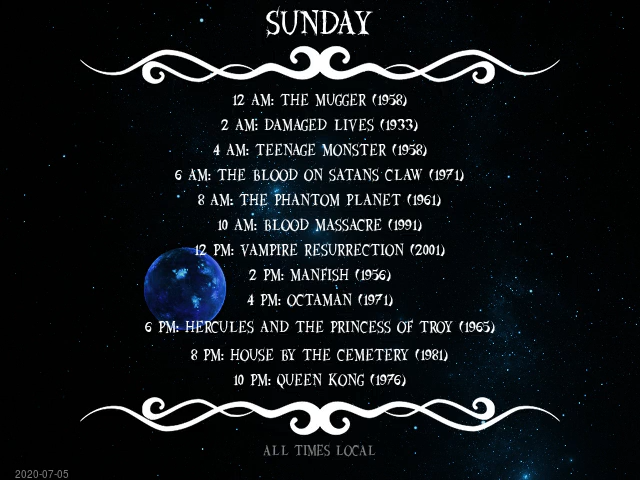 SUNDAY
12 AM: THE MUGGER (1958)
2 AM: DAMAGED LIVES (1933)
4 AM: TEENAGE MONSTER (1958)
6 AM: THE BLOOD ON SATANS CLAW (1971)
8 AM: THE PHANTOM PLANET (1961)
10 AM: BLOOD MASSACRE (1991)
12 PM: VAMPIRE RESURRECTION (2001)
2 PM: MANFISH (1956)
4 PM: OCTAMAN (1971)
6 PM: HERCULES AND THE PRINCESS OF TROY (1965)
8 PM: HOUSE BY THE CEMETERY (1981)
10 PM: QUEEN KONG (1976)
ALL TIMES LOCAL
2020-07-05